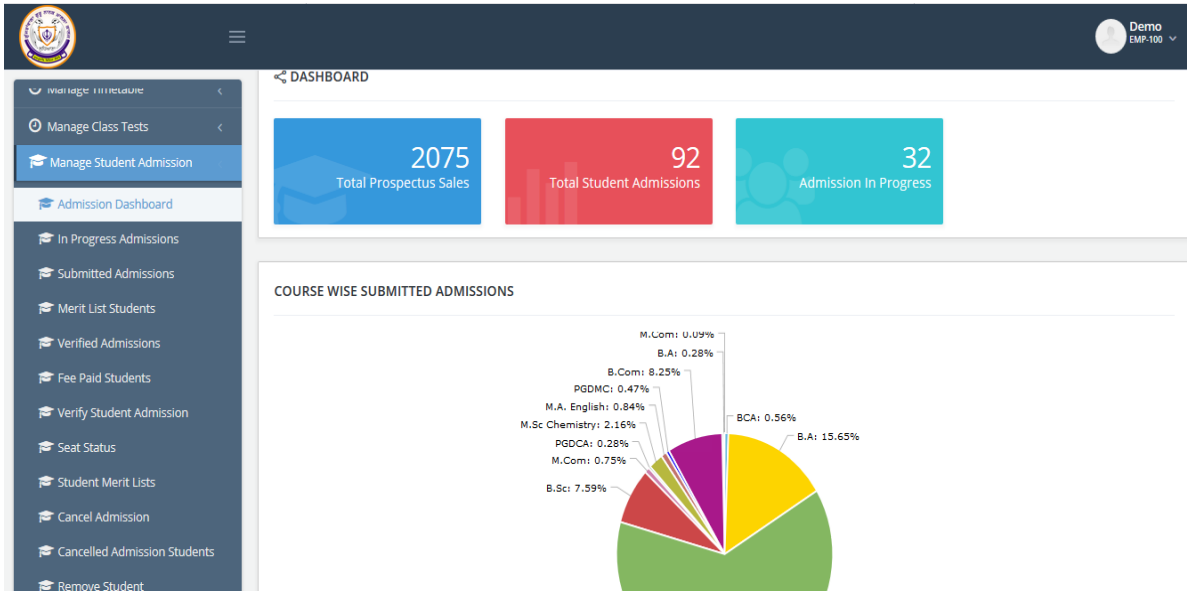 Demo
EMP-100
Manage Timetable
Manage Class Tests
Manage Student Admission
Admission Dashboard
In Progress Admissions
Submitted Admissions
Merit List Students
Verified Admissions
Fee Paid Students
Verify Student Admission
Seat Status
Student Merit Lists
Cancel Admission
Cancelled Admission Students
Remove Student
DASHBOARD
2075
Total Prospectus Sales
92
Total Student Admissions
32
Admission In Progress
COURSE WISE SUBMITTED ADMISSIONS
M.Com: 0.09%
B.A: 0.28%
B.Com: 8.25%
PGDMC: 0.47%
M.A. English: 0.84%
M.Sc Chemistry: 2.16%
PGDCA: 0.28%
M.Com: 0.75%
B.Sc: 7.59%
BCA: 0.56%
B.A: 15.65%